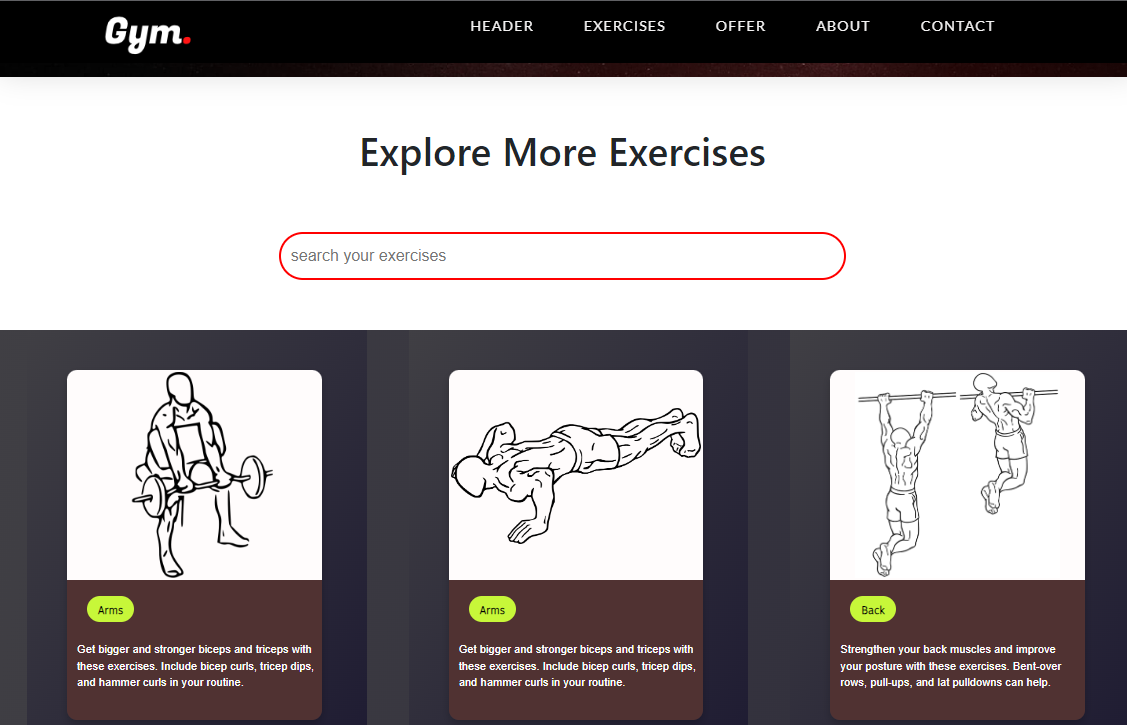 Gym.
HEADER EXERCISES OFFER ABOUT CONTACT
Explore More Exercises
search your exercises
Arms
Get bigger and stronger biceps and triceps with
these exercises. Include bicep curls, tricep dips,
and hammer curls in your routine.
Arms
Get bigger and stronger biceps and triceps with
these exercises. Include bicep curls, tricep dips,
and hammer curls in your routine.
Back
Strengthen your back muscles and improve
your posture with these exercises. Bent-over
rows, pull-ups, and lat pulldowns can help.